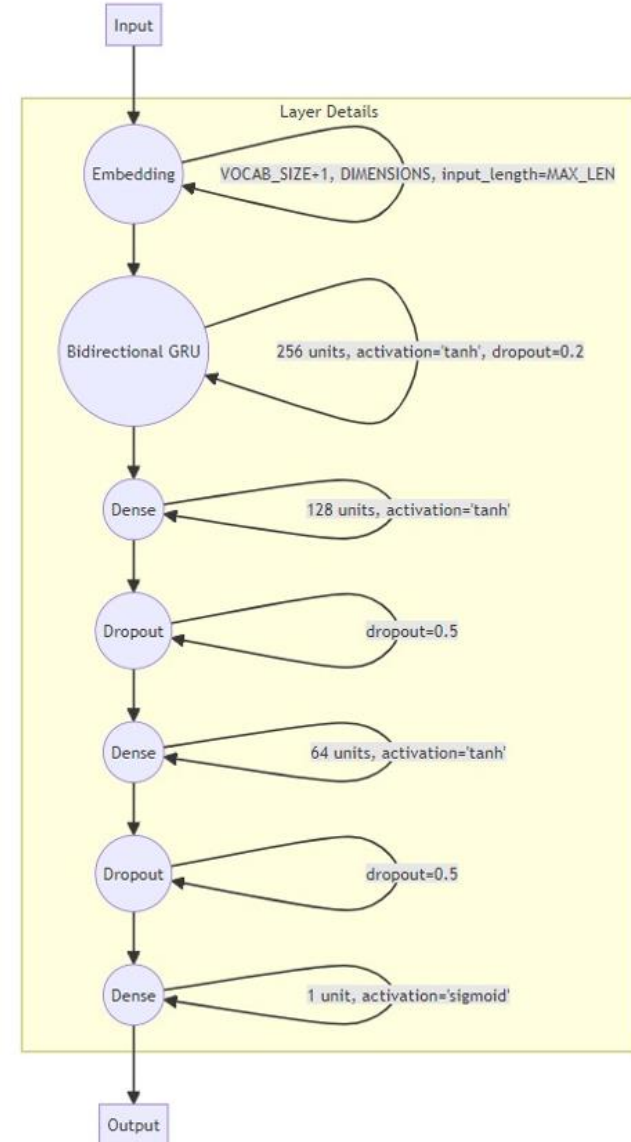 Input
Layer Details
Embedding
VOCAB_SIZE+1, DIMENSIONS, input_length=MAX_LEN
Bidirectional GRU
256 units, activation='tanh', dropout=0.2
Dense
128 units, activation='tanh'
Dropout
dropout=0.5
Dense
64 units, activation='tanh'
Dropout
dropout=0.5
Dense
1 unit, activation='sigmoid'
Output